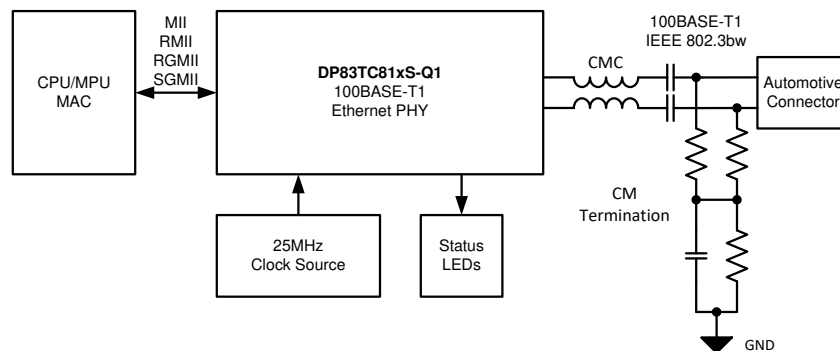 MII
RMII
RGMII
SGMII
CPU/MPU
MAC
DP83TC81xS-Q1
100BASE-T1
Ethernet PHY
CMC
100BASE-T1
IEEE 802.3bw
Automotive
Connector
CM
Termination
25MHz
Clock Source
Status
LEDs
GND